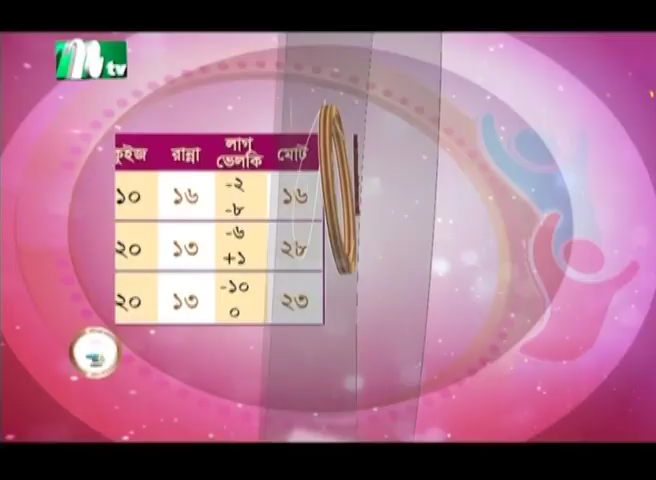 ntv
কুইজ রান্না লাগ ভেলকি মোট
১০ ১৬ -২ -৮ ১৬
২০ ১৩ -৬ +১ ২৮
২০ ১৩ -১০ ০ ২৩